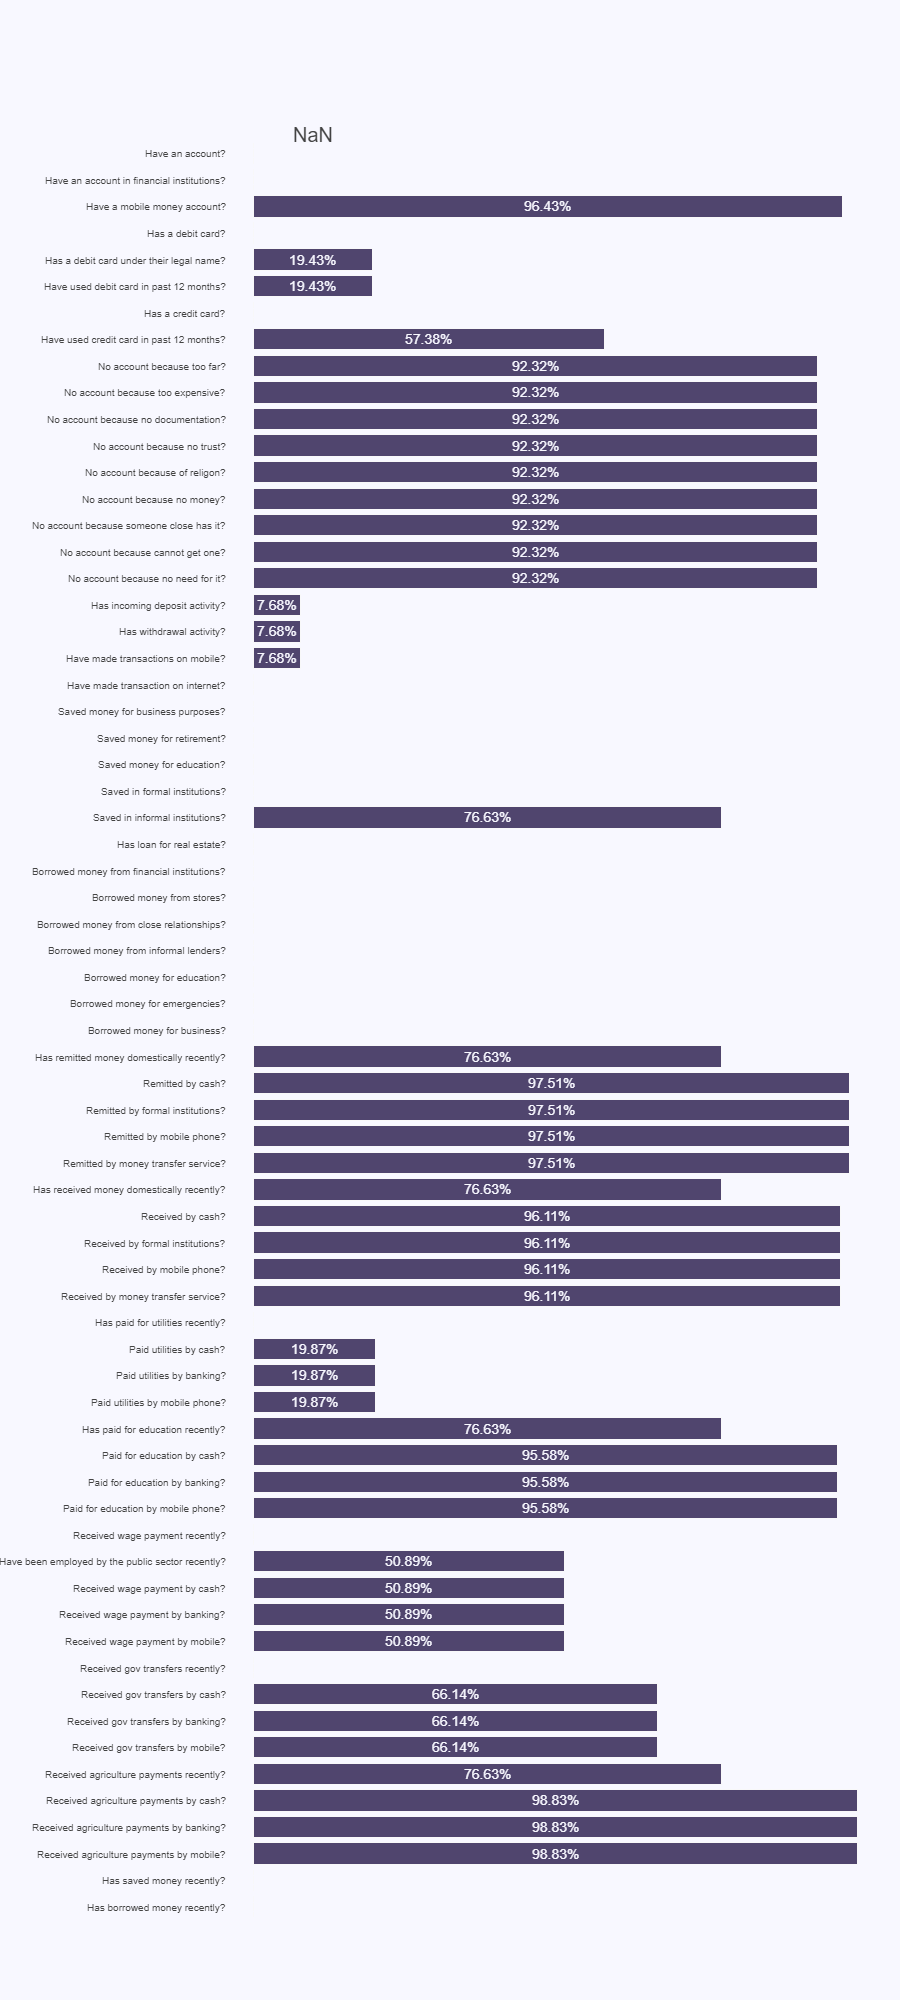 NaN
Have an account?
Have an account in financial institutions?
Have a mobile money account? 96.43%
Has a debit card?
Has a debit card under their legal name? 19.43%
Have used debit card in past 12 months? 19.43%
Has a credit card?
Have used credit card in past 12 months? 57.38%
No account because too far? 92.32%
No account because too expensive? 92.32%
No account because no documentation? 92.32%
No account because no trust? 92.32%
No account because of religon? 92.32%
No account because no money? 92.32%
No account because someone close has it? 92.32%
No account because cannot get one? 92.32%
No account because no need for it? 92.32%
Has incoming deposit activity? 7.68%
Has withdrawal activity? 7.68%
Have made transactions on mobile? 7.68%
Have made transaction on internet?
Saved money for business purposes?
Saved money for retirement?
Saved money for education?
Saved in formal institutions?
Saved in informal institutions? 76.63%
Has loan for real estate?
Borrowed money from financial institutions?
Borrowed money from stores?
Borrowed money from close relationships?
Borrowed money from informal lenders?
Borrowed money for education?
Borrowed money for emergencies?
Borrowed money for business?
Has remitted money domestically recently? 76.63%
Remitted by cash? 97.51%
Remitted by formal institutions? 97.51%
Remitted by mobile phone? 97.51%
Remitted by money transfer service? 97.51%
Has received money domestically recently? 76.63%
Received by cash? 96.11%
Received by formal institutions? 96.11%
Received by mobile phone? 96.11%
Received by money transfer service? 96.11%
Has paid for utilities recently?
Paid utilities by cash? 19.87%
Paid utilities by banking? 19.87%
Paid utilities by mobile phone? 19.87%
Has paid for education recently? 76.63%
Paid for education by cash? 95.58%
Paid for education by banking? 95.58%
Paid for education by mobile phone? 95.58%
Received wage payment recently?
Have been employed by the public sector recently? 50.89%
Received wage payment by cash? 50.89%
Received wage payment by banking? 50.89%
Received wage payment by mobile? 50.89%
Received gov transfers recently?
Received gov transfers by cash? 66.14%
Received gov transfers by banking? 66.14%
Received gov transfers by mobile? 66.14%
Received agriculture payments recently? 76.63%
Received agriculture payments by cash? 98.83%
Received agriculture payments by banking? 98.83%
Received agriculture payments by mobile? 98.83%
Has saved money recently?
Has borrowed money recently?